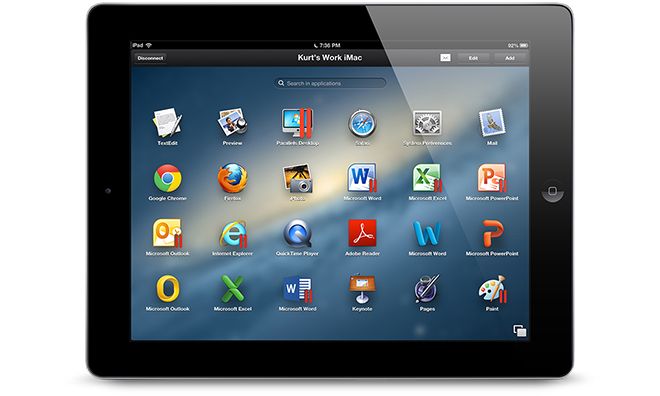 iPad 7:36 PM 92%
Disconnect Kurt's Work iMac Edit Add
Search in applications
TextEdit Preview Parallels Desktop Safari System Preferences Mail
Google Chrome Firefox iPhoto Microsoft Word Microsoft Excel Microsoft PowerPoint
Microsoft Outlook Internet Explorer QuickTime Player Adobe Reader Microsoft Word Microsoft PowerPoint
Microsoft Outlook Microsoft Excel Microsoft Word Keynote Pages Paint